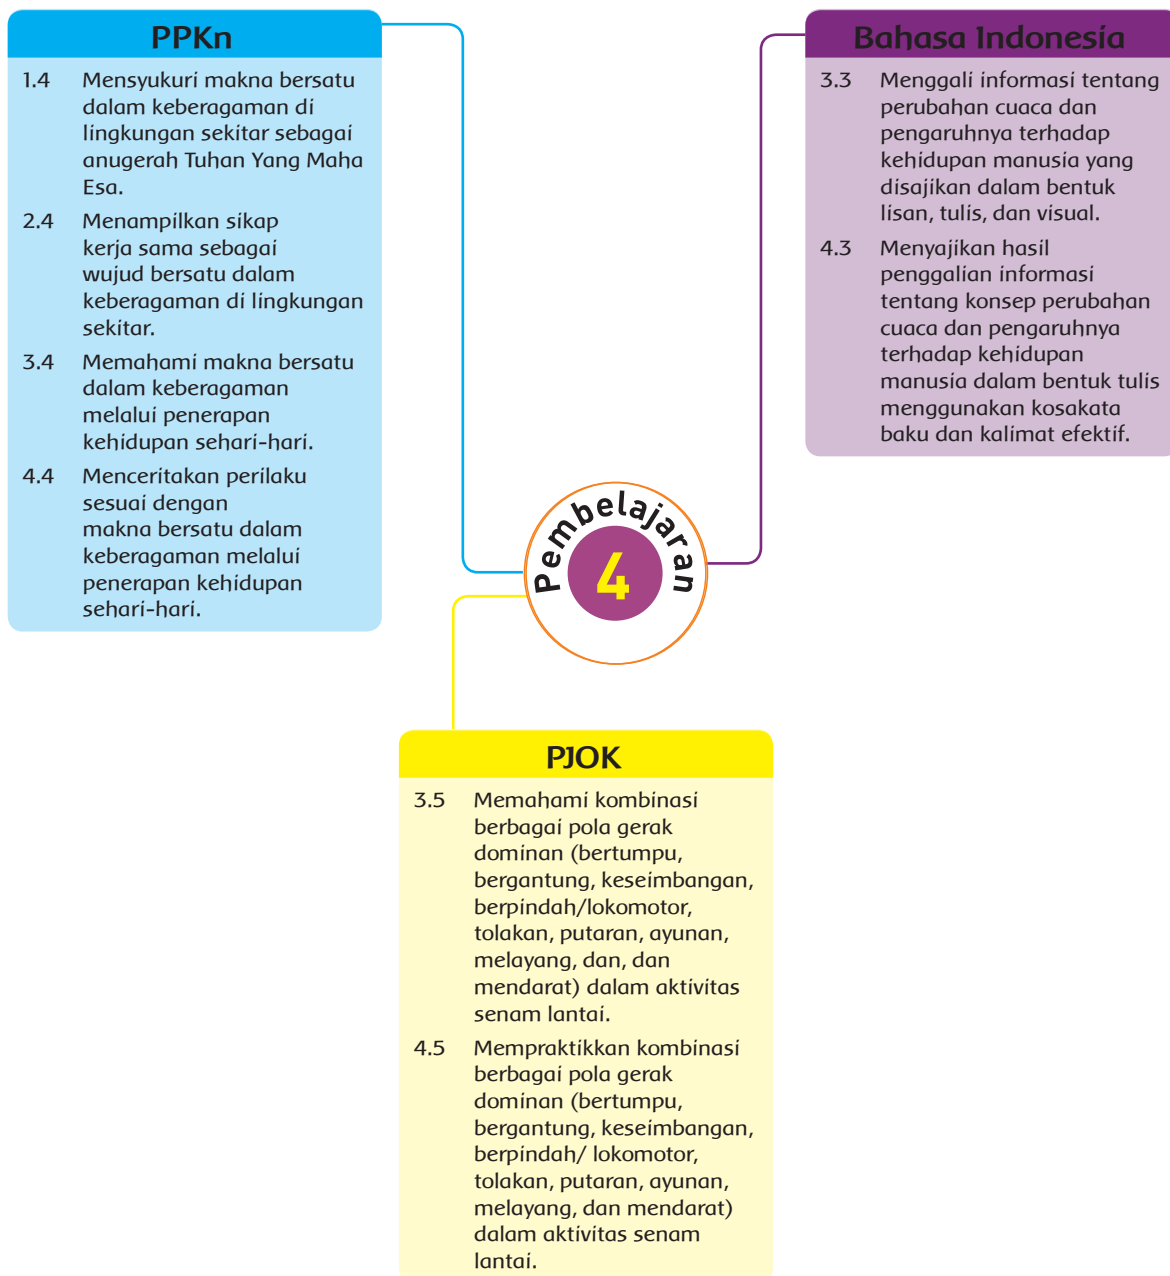 PPKn
1.4 Mensyukuri makna bersatu
dalam keberagaman di
lingkungan sekitar sebagai
anugerah Tuhan Yang Maha
Esa.
2.4 Menampilkan sikap
kerja sama sebagai
wujud bersatu dalam
keberagaman di lingkungan
sekitar.
3.4 Memahami makna bersatu
dalam keberagaman
melalui penerapan
kehidupan sehari-hari.
4.4 Menceritakan perilaku
sesuai dengan
makna bersatu dalam
keberagaman melalui
penerapan kehidupan
sehari-hari.
Bahasa Indonesia
3.3 Menggali informasi tentang
perubahan cuaca dan
pengaruhnya terhadap
kehidupan manusia yang
disajikan dalam bentuk
lisan, tulis, dan visual.
4.3 Menyajikan hasil
penggalian informasi
tentang konsep perubahan
cuaca dan pengaruhnya
terhadap kehidupan
manusia dalam bentuk tulis
menggunakan kosakata
baku dan kalimat efektif.
Pembelajaran
4
PJOK
3.5 Memahami kombinasi
berbagai pola gerak
dominan (bertumpu,
bergantung, keseimbangan,
berpindah/lokomotor,
tolakan, putaran, ayunan,
melayang, dan, dan
mendarat) dalam aktivitas
senam lantai.
4.5 Mempraktikkan kombinasi
berbagai pola gerak
dominan (bertumpu,
bergantung, keseimbangan,
berpindah/ lokomotor,
tolakan, putaran, ayunan,
melayang, dan mendarat)
dalam aktivitas senam
lantai.